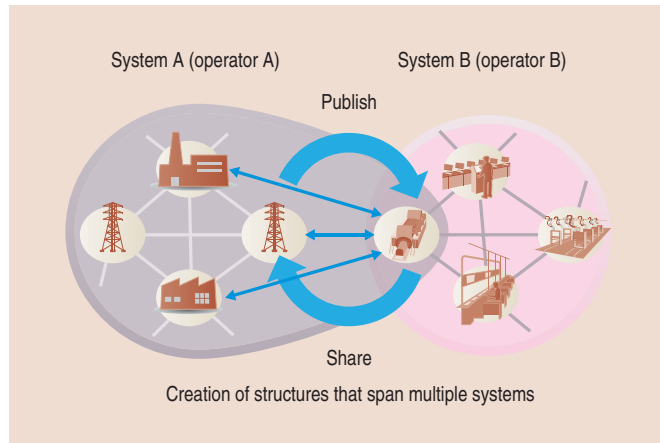 System A (operator A)
System B (operator B)
Publish
Share
Creation of structures that span multiple systems